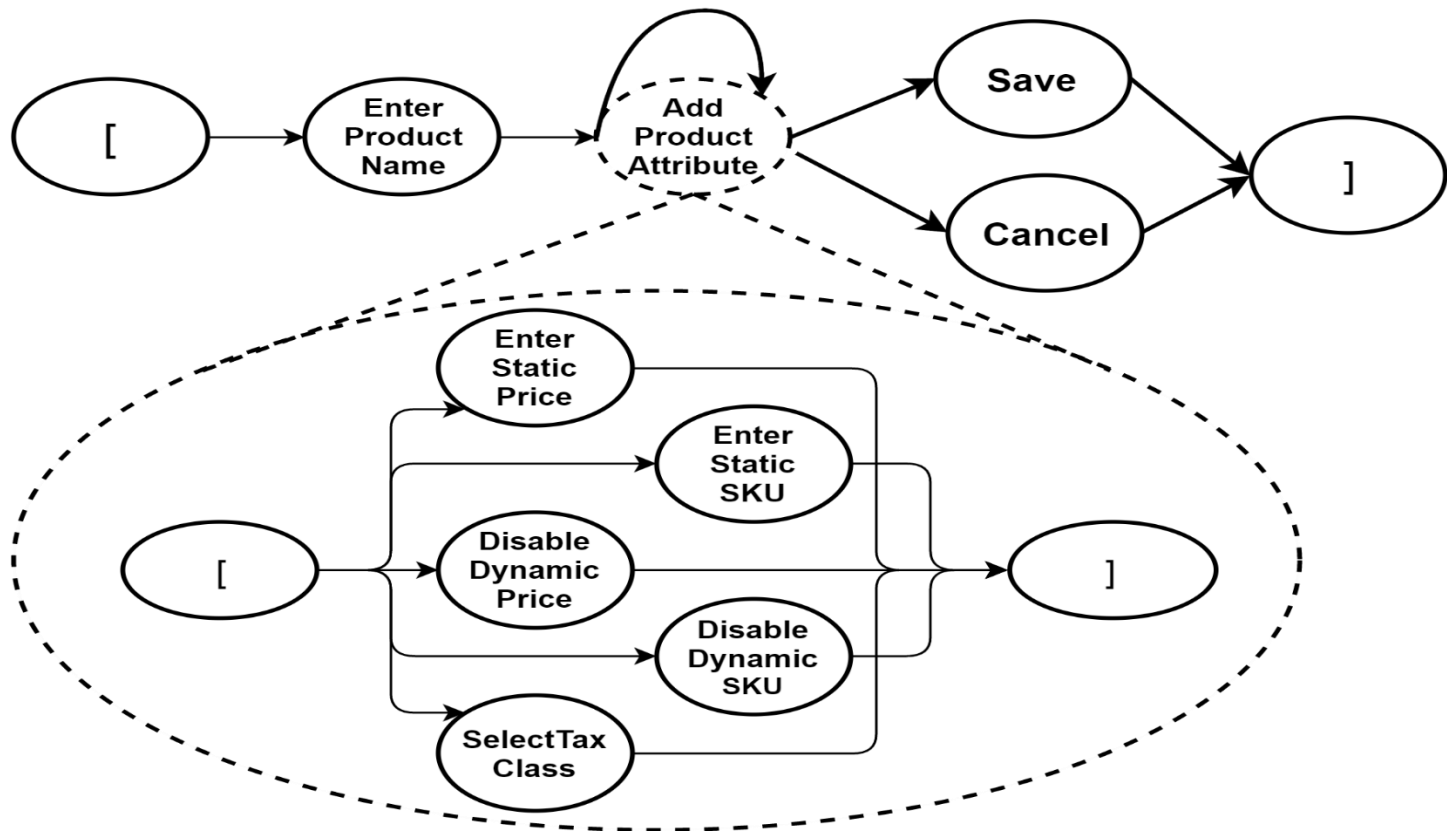 [
Enter
Product
Name
Add
Product
Attribute
Save
Cancel
]
Enter
Static
Price
Enter
Static
SKU
[
Disable
Dynamic
Price
]
Disable
Dynamic
SKU
SelectTax
Class